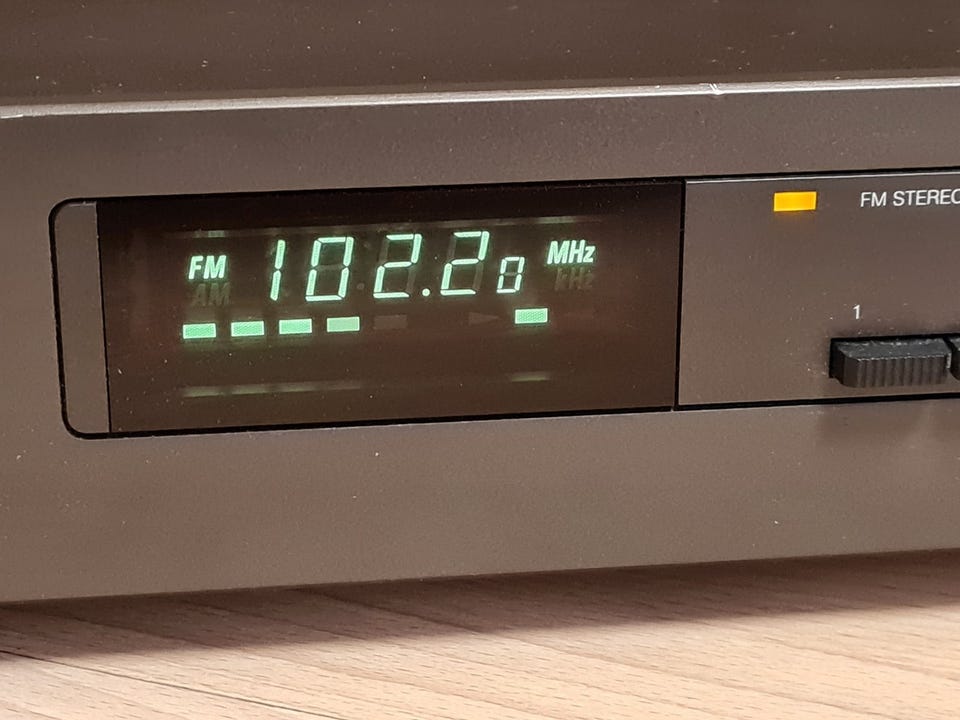 FM 102.20 MHz
AM kHz
FM STEREO
1